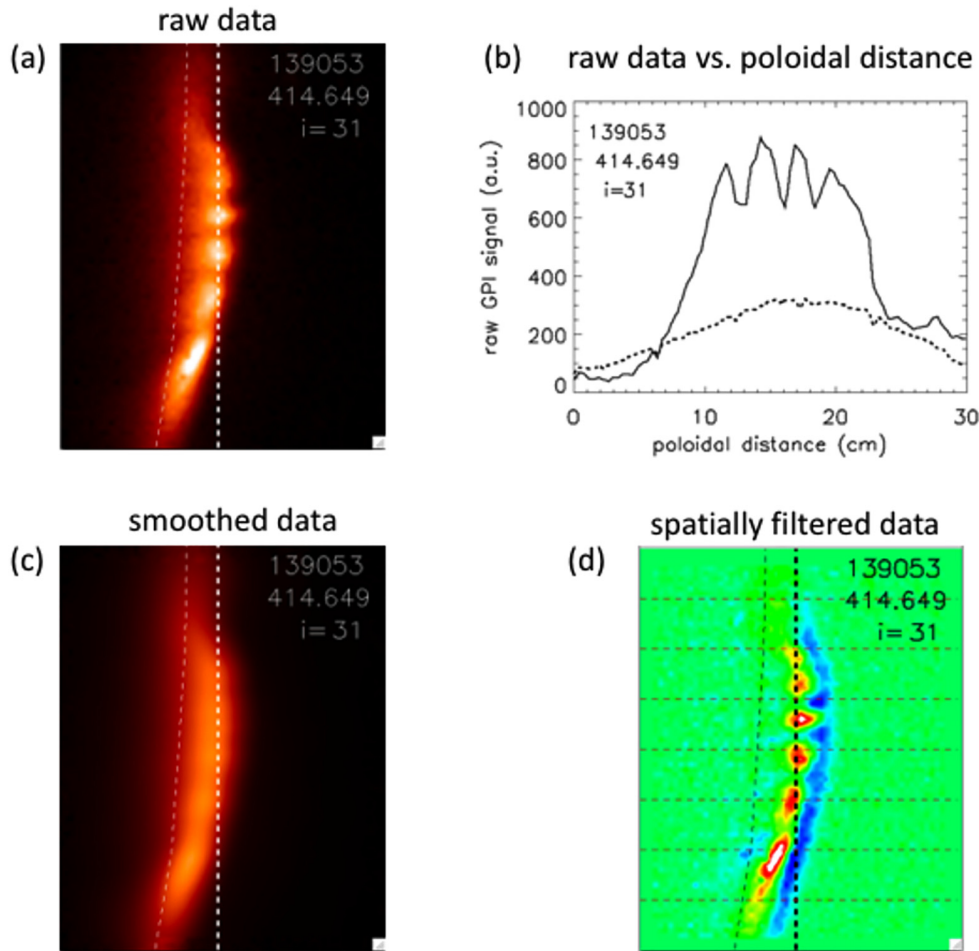 raw data
(a)
139053
414.649
i= 31
(b)
raw data vs. poloidal distance
raw GPI signal (a.u.)
1000
800
600
400
200
0
139053
414.649
i=31
0
10
20
30
poloidal distance (cm)
smoothed data
(c)
139053
414.649
i= 31
spatially filtered data
(d)
139053
414.649
i= 31